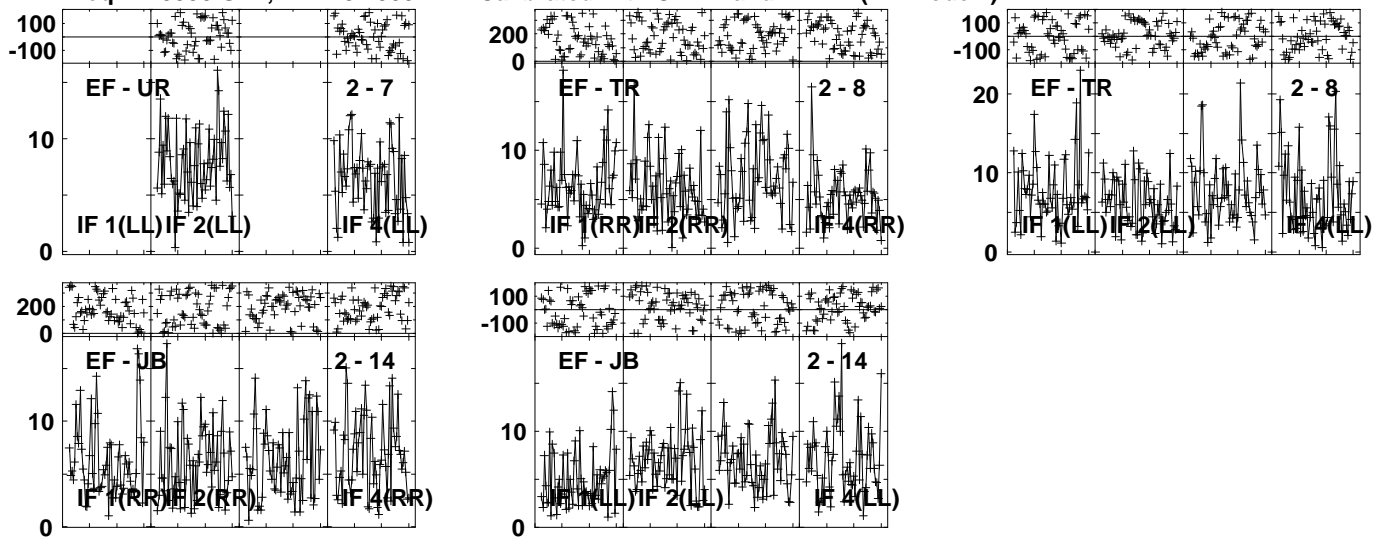 100
-100
EF - UR
2 - 7
10
IF 1(LL) IF 2(LL)
IF 4(LL)
0
200
0
EF - TR
2 - 8
10
IF 1(RR) IF 2(RR)
IF 4(RR)
0
100
-100
20
EF - TR
2 - 8
10
IF 1(LL) IF 2(LL)
IF 4(LL)
0
200
0
EF - JB
2 - 14
10
IF 1(RR) IF 2(RR)
IF 4(RR)
0
100
-100
EF - JB
2 - 14
10
IF 1(LL) IF 2(LL)
IF 4(LL)
0